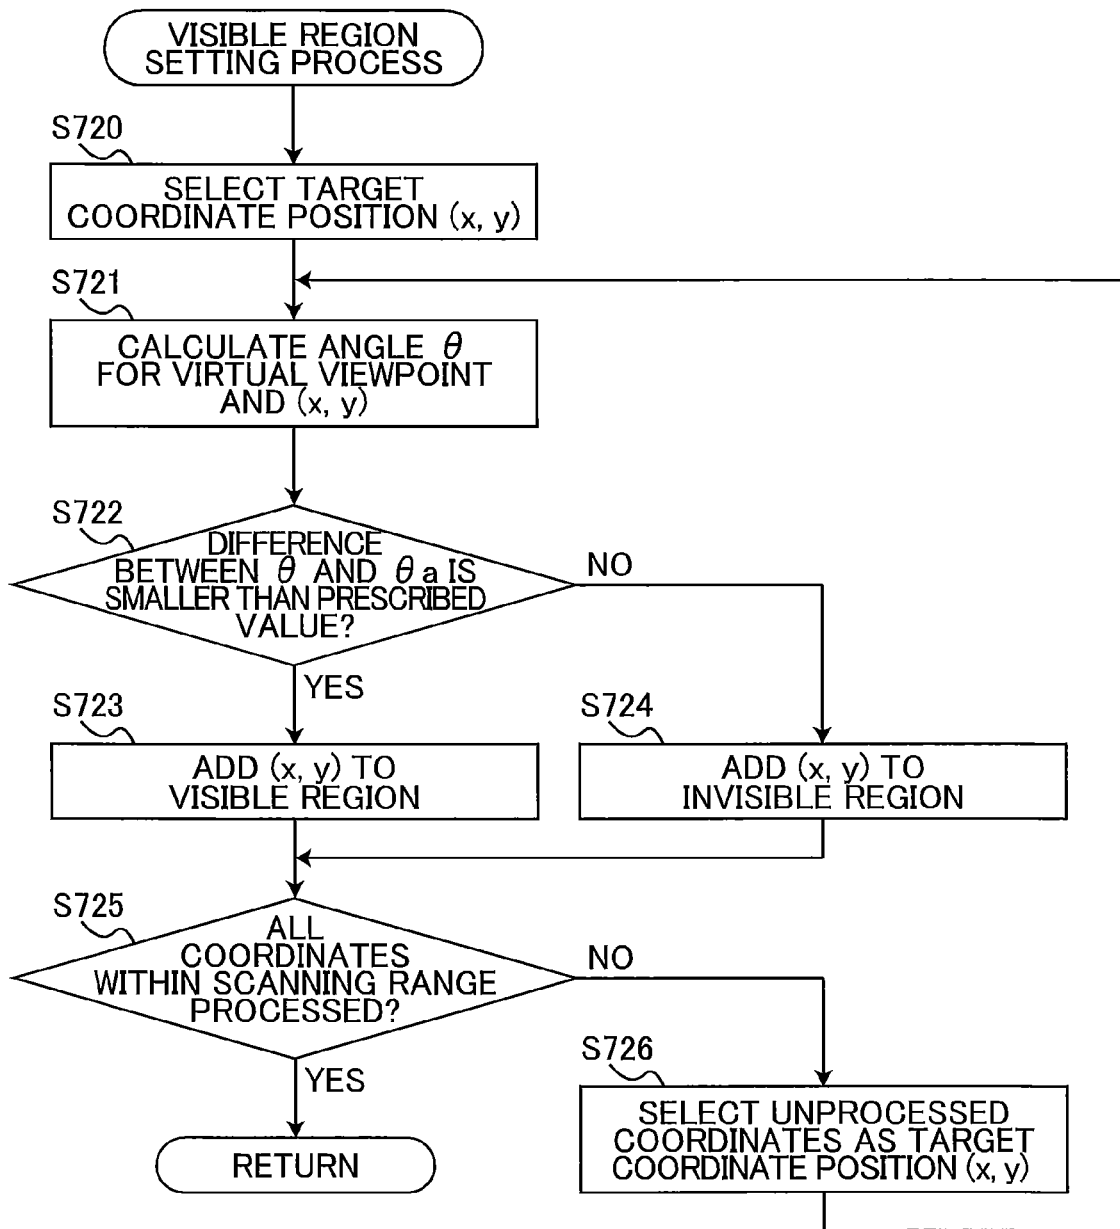 VISIBLE REGION
SETTING PROCESS
S720
SELECT TARGET
COORDINATE POSITION (x, y)
S721
CALCULATE ANGLE θ
FOR VIRTUAL VIEWPOINT
AND (x, y)
S722
DIFFERENCE
BETWEEN θ AND θa IS
SMALLER THAN PRESCRIBED
VALUE?
NO
YES
S723
ADD (x, y) TO
VISIBLE REGION
S724
ADD (x, y) TO
INVISIBLE REGION
S725
ALL
COORDINATES
WITHIN SCANNING RANGE
PROCESSED?
NO
YES
S726
SELECT UNPROCESSED
COORDINATES AS TARGET
COORDINATE POSITION (x, y)
RETURN